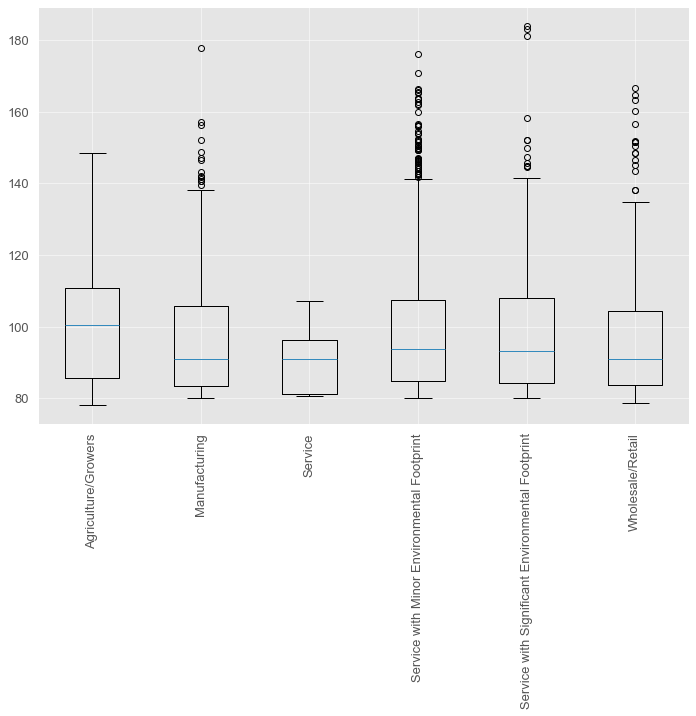 180
160
140
120
100
80
Agriculture/Growers
Manufacturing
Service
Service with Minor Environmental Footprint
Service with Significant Environmental Footprint
Wholesale/Retail